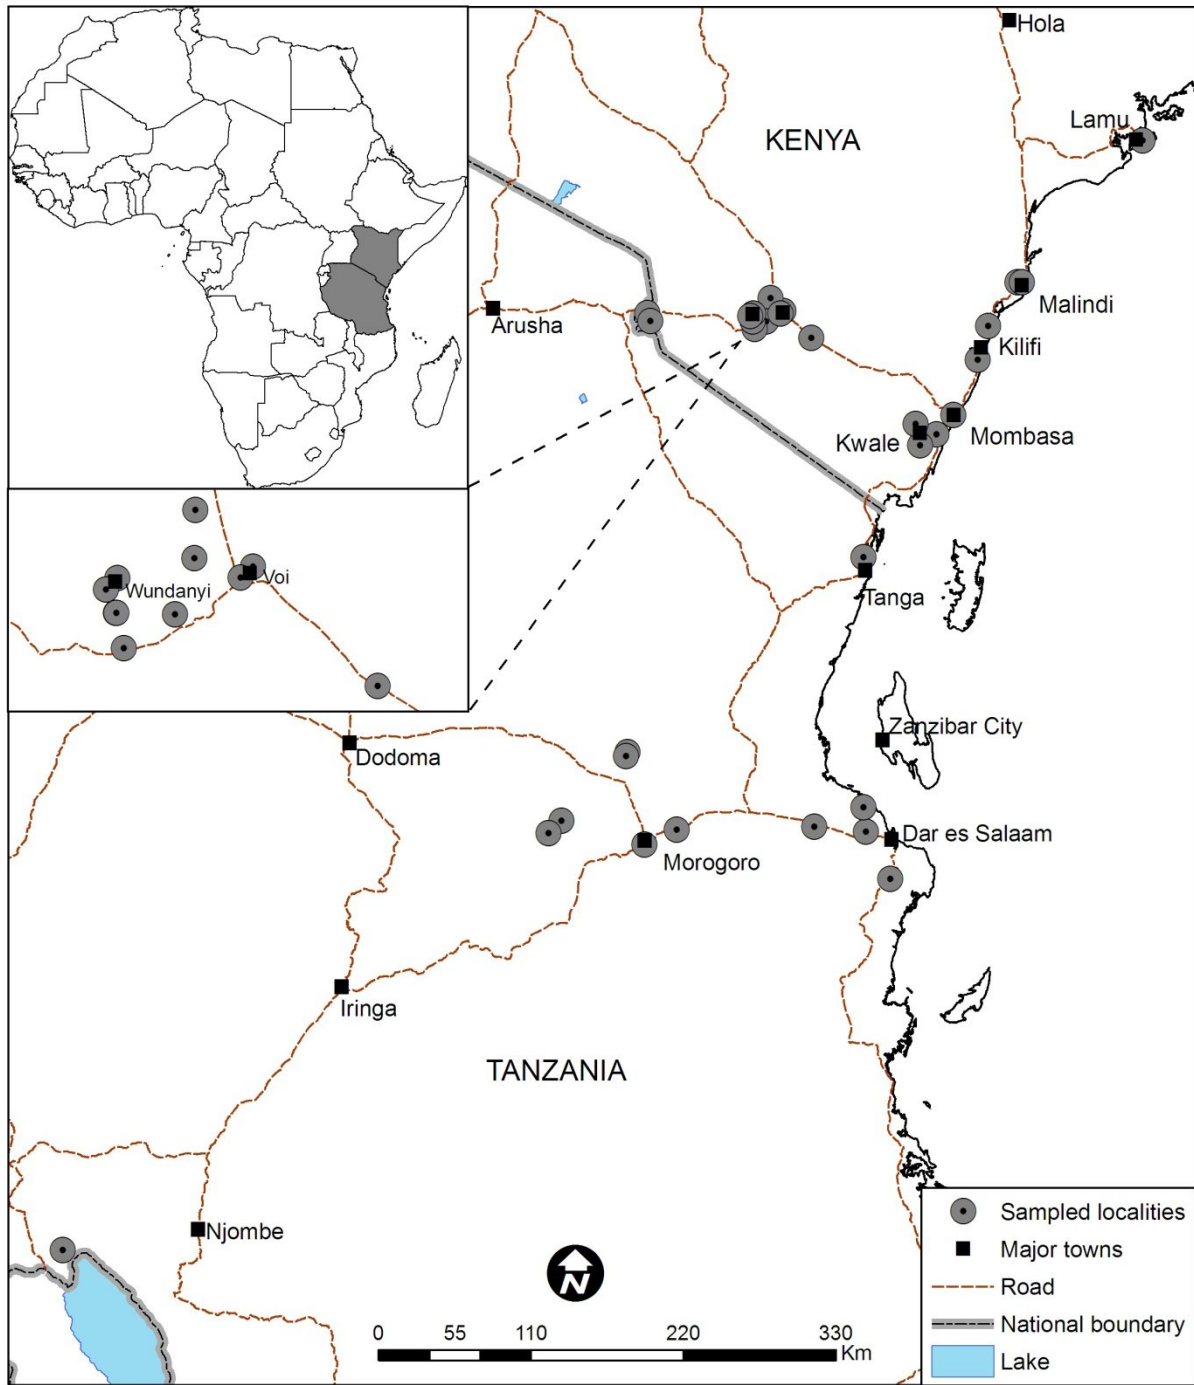 Hola
Lamu
KENYA
Malindi
Arusha
Kilifi
Kwale
Mombasa
Wundanyi
Voi
Tanga
Zanzibar City
Dodoma
Dar es Salaam
Morogoro
Iringa
TANZANIA
Njombe
N
0 55 110 220 330
Km
Sampled localities
Major towns
Road
National boundary
Lake